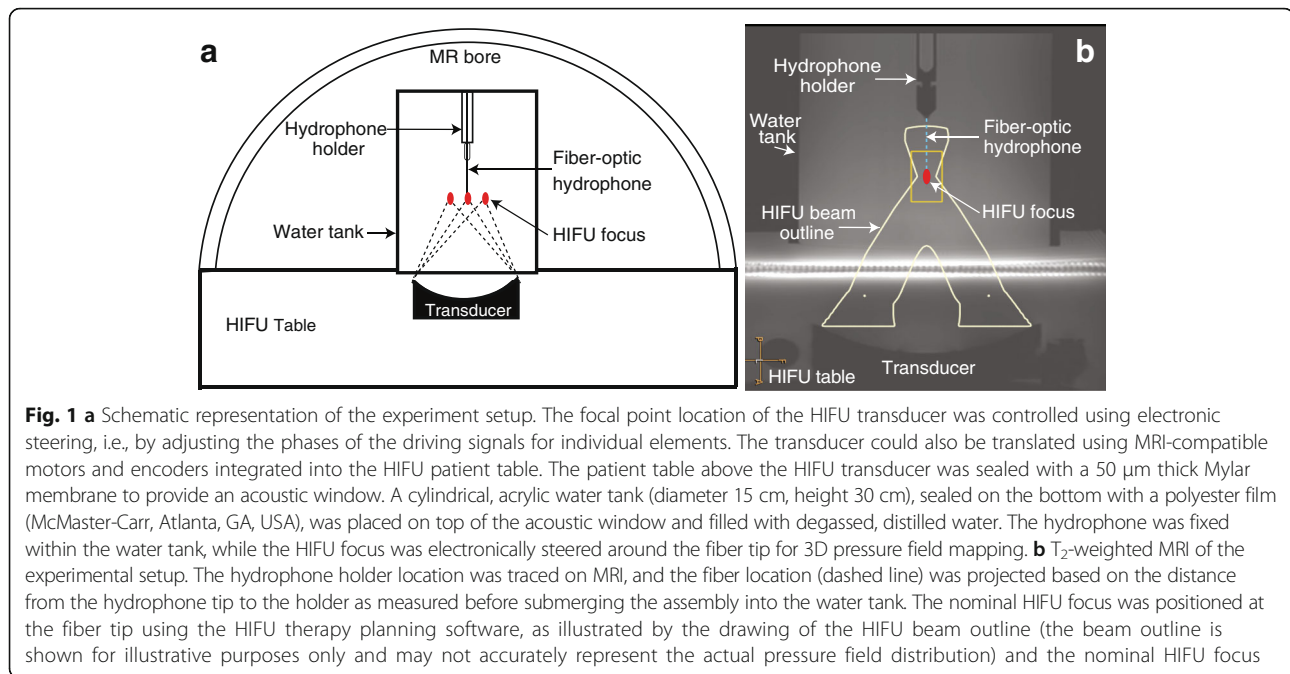 a
MR bore
Hydrophone
holder
Fiber-optic
hydrophone
Water tank
HIFU focus
Transducer
HIFU Table
b
Hydrophone
holder
Water
tank
Fiber-optic
hydrophone
HIFU focus
HIFU beam
outline
Transducer
HIFU table
Fig. 1 a Schematic representation of the experiment setup. The focal point location of the HIFU transducer was controlled using electronic
steering, i.e., by adjusting the phases of the driving signals for individual elements. The transducer could also be translated using MRI-compatible
motors and encoders integrated into the HIFU patient table. The patient table above the HIFU transducer was sealed with a 50 μm thick Mylar
membrane to provide an acoustic window. A cylindrical, acrylic water tank (diameter 15 cm, height 30 cm), sealed on the bottom with a polyester film
(McMaster-Carr, Atlanta, GA, USA), was placed on top of the acoustic window and filled with degassed, distilled water. The hydrophone was fixed
within the water tank, while the HIFU focus was electronically steered around the fiber tip for 3D pressure field mapping. b T₂-weighted MRI of the
experimental setup. The hydrophone holder location was traced on MRI, and the fiber location (dashed line) was projected based on the distance
from the hydrophone tip to the holder as measured before submerging the assembly into the water tank. The nominal HIFU focus was positioned at
the fiber tip using the HIFU therapy planning software, as illustrated by the drawing of the HIFU beam outline (the beam outline is
shown for illustrative purposes only and may not accurately represent the actual pressure field distribution) and the nominal HIFU focus